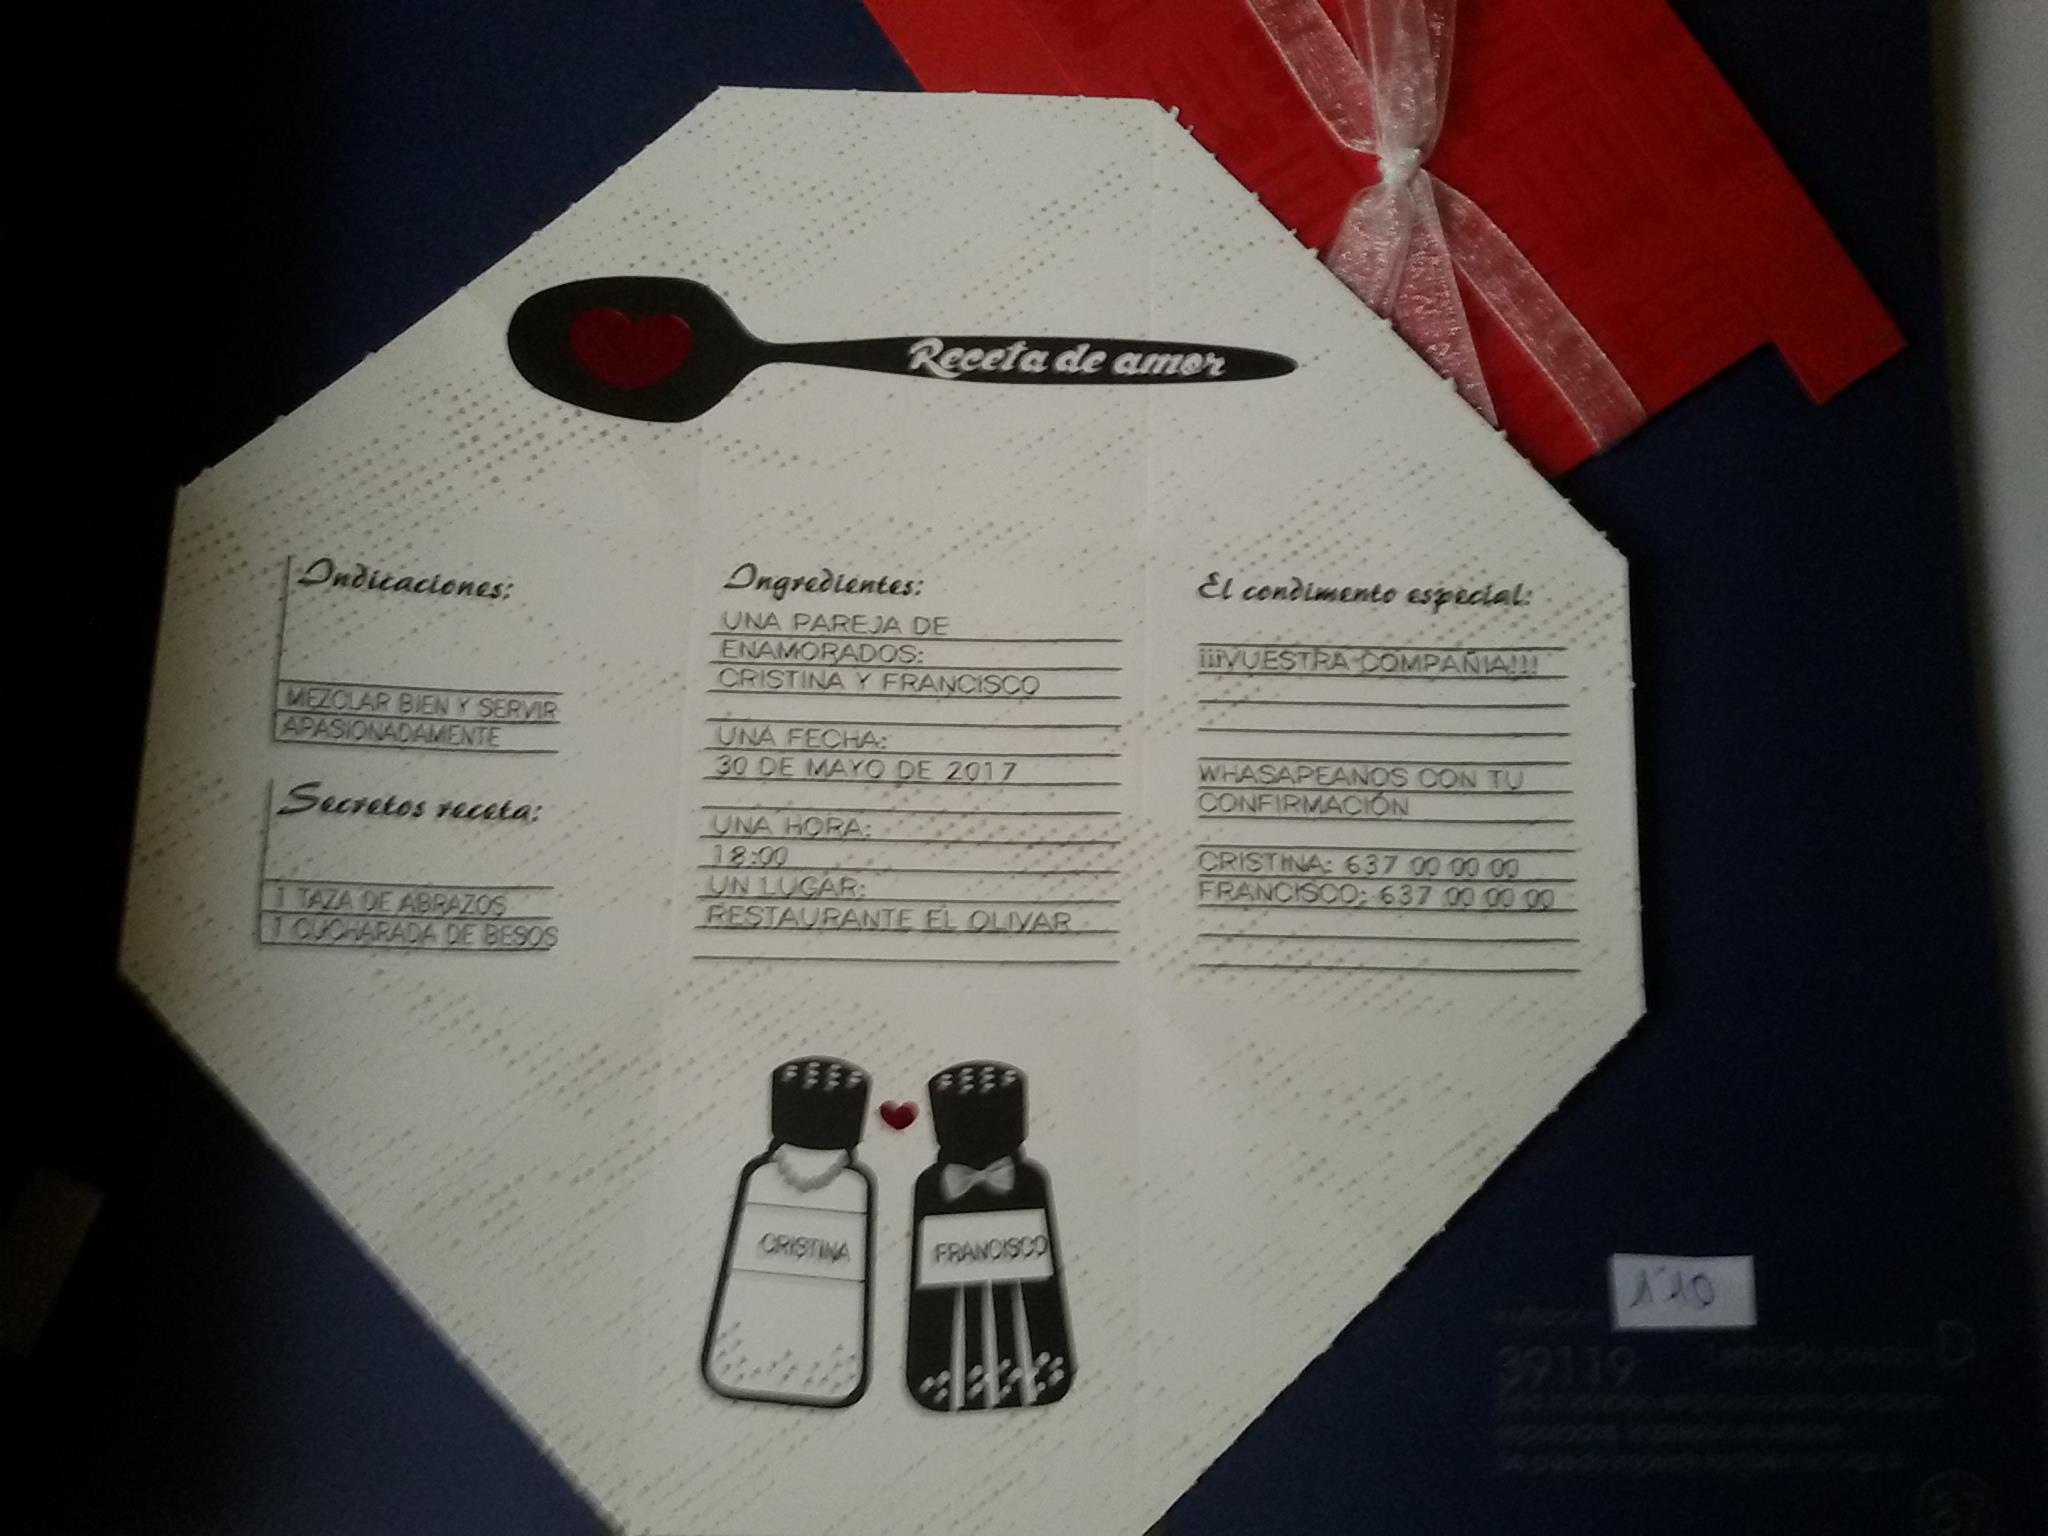 Receta de amor
Indicaciones:
MEZCLAR BIEN Y SERVIR
APASIONADAMENTE
Secretos receta:
1 TAZA DE ABRAZOS
1 CUCHARADA DE BESOS
Ingredientes:
UNA PAREJA DE
ENAMORADOS:
CRISTINA Y FRANCISCO
UNA FECHA:
30 DE MAYO DE 2017
UNA HORA:
18:00
UN LUGAR:
RESTAURANTE EL OLIVAR
El condimento especial:
¡¡¡VUESTRA COMPAÑIA!!!
WHASAPEANOS CON TU
CONFIRMACIÓN
CRISTINA: 637 00 00 00
FRANCISCO: 637 00 00 00
CRISTINA
FRANCISCO
1'10
39119